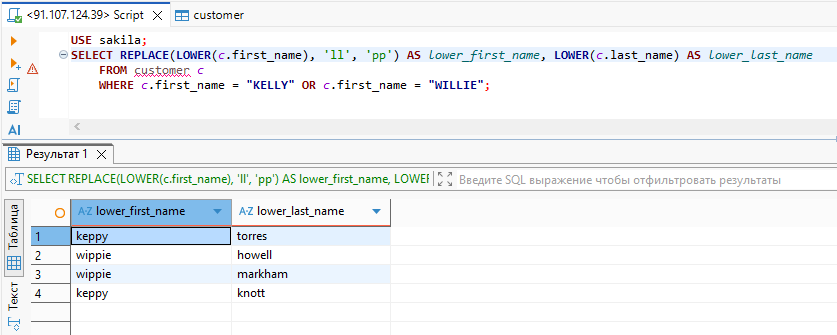 <91.107.124.39> Script
customer
USE sakila;
SELECT REPLACE(LOWER(c.first_name), 'll', 'pp') AS lower_first_name, LOWER(c.last_name) AS lower_last_name
FROM customer c
WHERE c.first_name = "KELLY" OR c.first_name = "WILLIE";
Результат 1
SELECT REPLACE(LOWER(c.first_name), 'll', 'pp') AS lower_first_name, LOWER
Введите SQL выражение чтобы отфильтровать результаты
Таблица
Текст
A-Z lower_first_name
A-Z lower_last_name
1 keppy torres
2 wippie howell
3 wippie markham
4 keppy knott